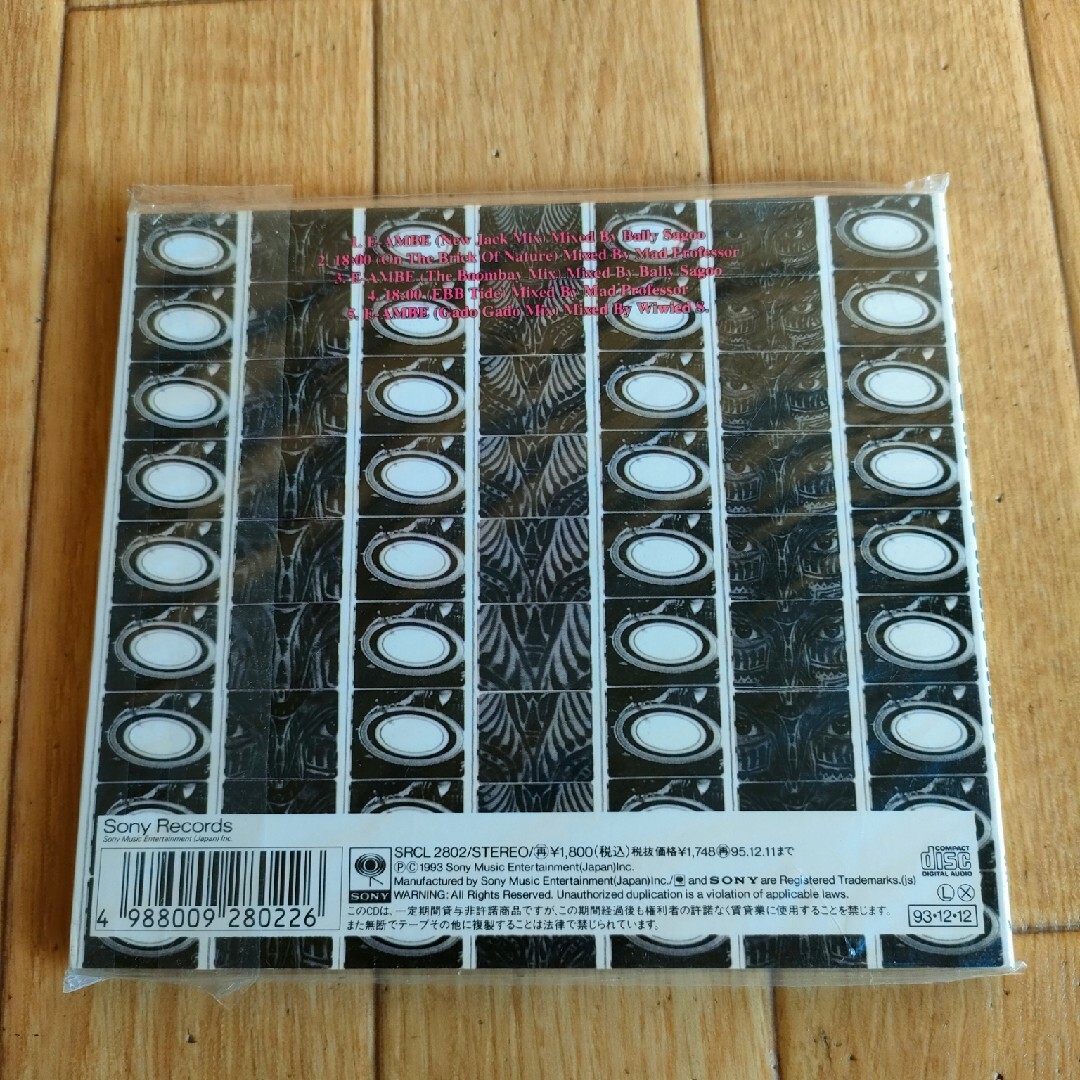 1. E-AMBE (New Jack Mix) Mixed By Bally Sagoo
2. 18:00 (On The Brick Of Nature) Mixed By Mad Professor
3. E-AMBE (The Boombay Mix) Mixed By Bally Sagoo
4. 18:00 (EBB Tide) Mixed By Mad Professor
5. E-AMBE (Gado Gado Mix) Mixed By Wiwied S.
Sony Records
Sony Music Entertainment (Japan) Inc.
4 988009 280226
SONY
SRCL 2802/STEREO/再¥1,800(税込)税抜価格¥1,748再95.12.11まで
ⓅⒸ1993 Sony Music Entertainment(Japan)Inc.
Manufactured by Sony Music Entertainment(Japan)Inc./ and SONY are Registered Trademarks.(js)
WARNING: All Rights Reserved. Unauthorized duplication is a violation of applicable laws.
このCDは、一定期間貸与非許諾商品ですが、この期間経過後も権利者の許諾なく賃貸業に使用することを禁じます。
また無断でテープその他に複製することは法律で禁じられています。
COMPACT
disc
DIGITAL AUDIO
Ⓛ Ⓧ
93•12•12